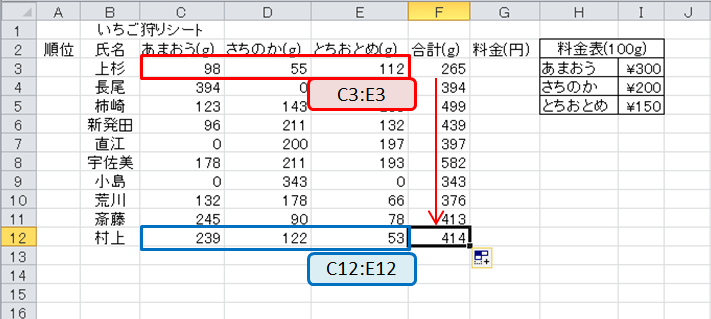 A B C D E F G H I J
1 いちご狩りシート
2 順位 氏名 あまおう(g) さちのか(g) とちおとめ(g) 合計(g) 料金(円) 料金表(100g)
3 上杉 98 55 112 265 あまおう ¥300
4 長尾 394 0 394 さちのか ¥200
C3:E3
5 柿崎 123 143 499 とちおとめ ¥150
6 新発田 96 211 132 439
7 直江 0 200 197 397
8 宇佐美 178 211 193 582
9 小島 0 343 0 343
10 荒川 132 178 66 376
11 斎藤 245 90 78 413
12 村上 239 122 53 414
13
C12:E12
14
15
16